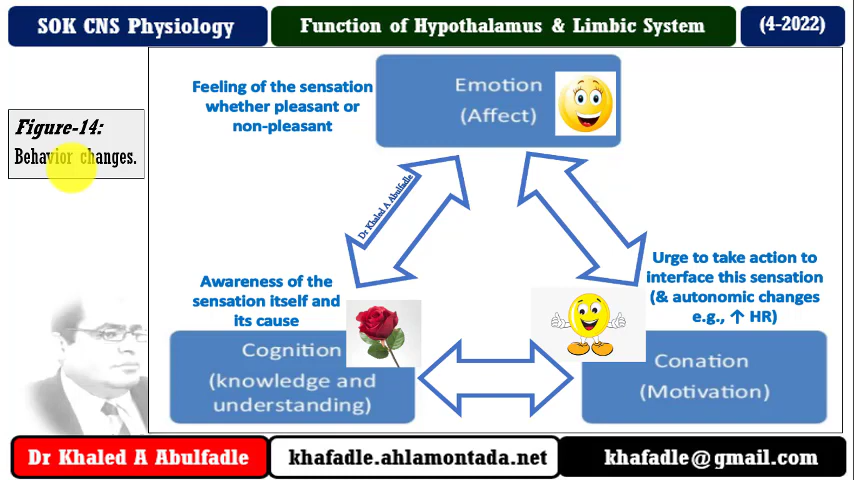 SOK CNS Physiology
Function of Hypothalamus & Limbic System
(4-2022)
Figure-14:
Behavior changes.
Feeling of the sensation
whether pleasant or
non-pleasant
Emotion
(Affect)
Dr Khaled A Abulfadle
Awareness of the
sensation itself and
its cause
Urge to take action to
interface this sensation
(& autonomic changes
e.g., ↑ HR)
Cognition
(knowledge and
understanding)
Conation
(Motivation)
Dr Khaled A Abulfadle
khafadle.ahlamontada.net
khafadle@gmail.com